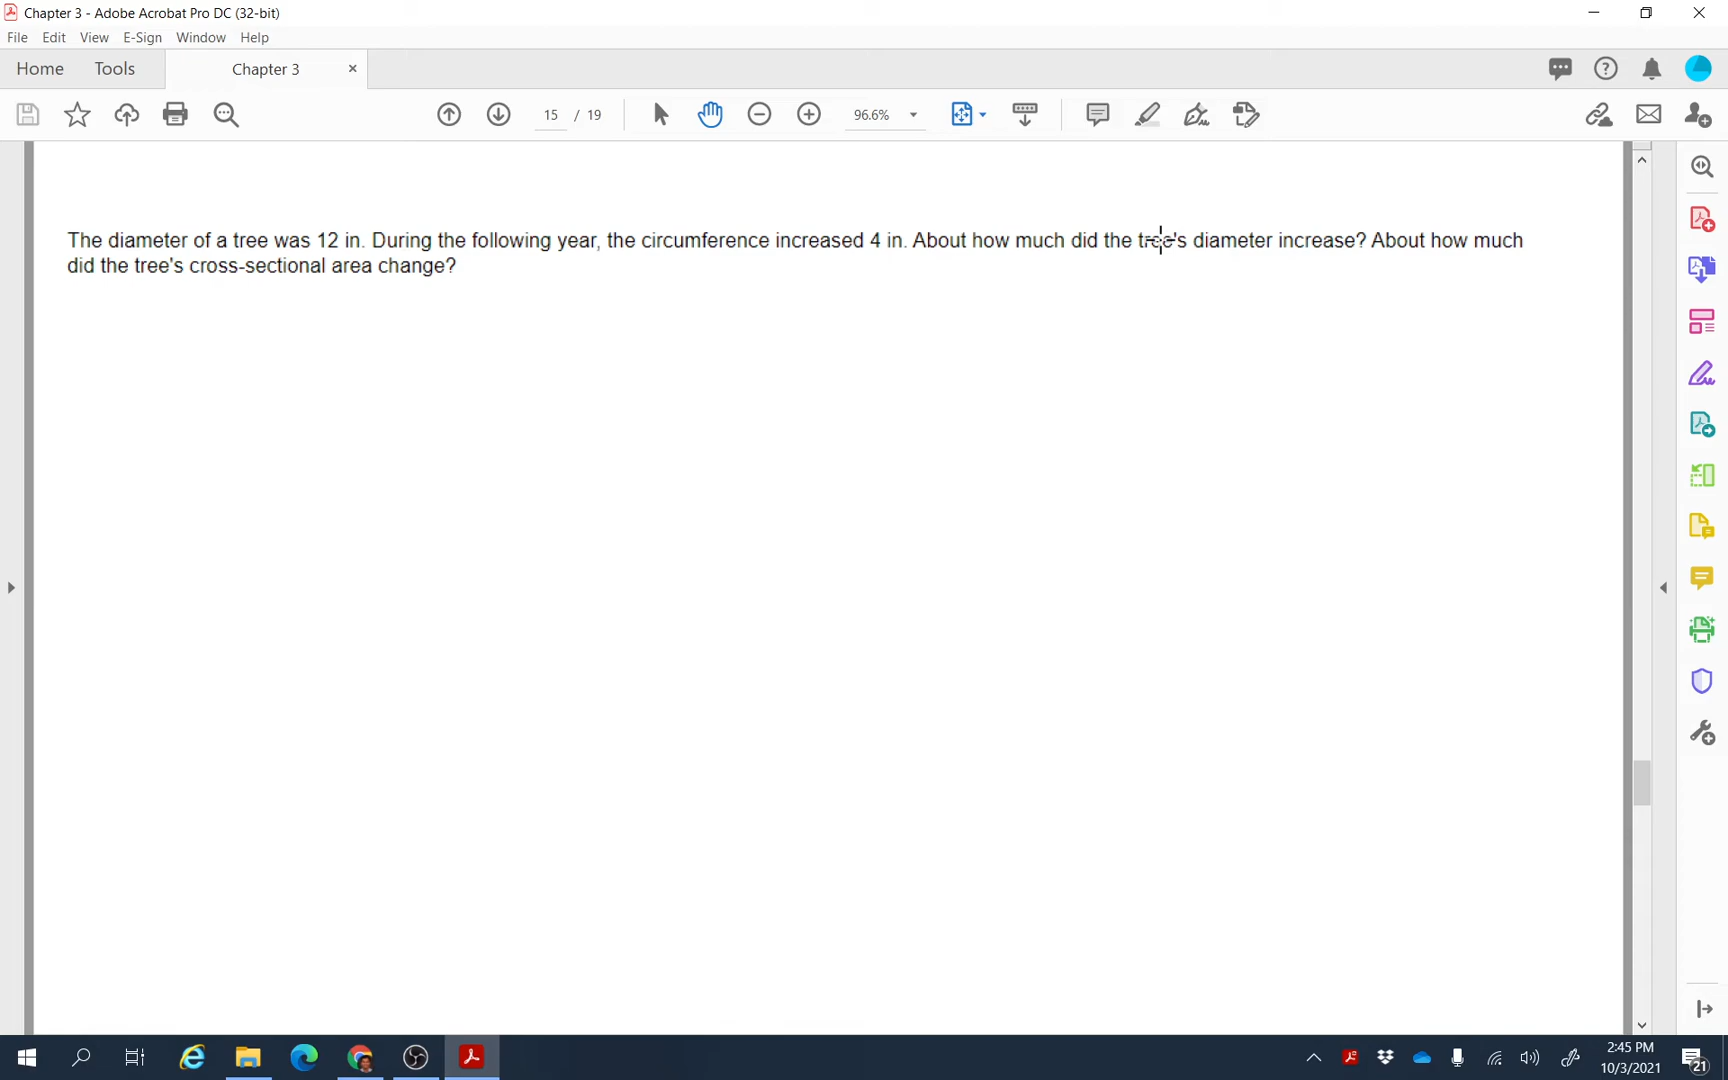 Chapter 3 - Adobe Acrobat Pro DC (32-bit)
File Edit View E-Sign Window Help
Home Tools Chapter 3
15 / 19 96.6%
The diameter of a tree was 12 in. During the following year, the circumference increased 4 in. About how much did the tree's diameter increase? About how much
did the tree's cross-sectional area change?
2:45 PM
10/3/2021
21